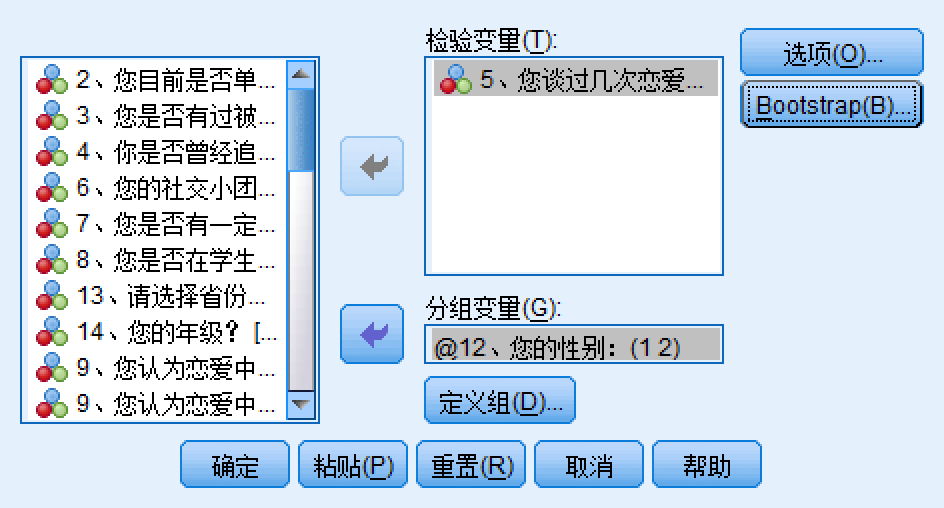 检验变量(T):
2、您目前是否单...
3、您是否有过被...
4、你是否曾经追...
6、您的社交小团...
7、您是否有一定...
8、您是否在学生...
13、请选择省份...
14、您的年级? [...
9、您认为恋爱中...
9、您认为恋爱中...
5、您谈过几次恋爱...
选项(O)...
Bootstrap(B)...
分组变量(G):
@12、您的性别：(1 2)
定义组(D)...
确定
粘贴(P)
重置(R)
取消
帮助